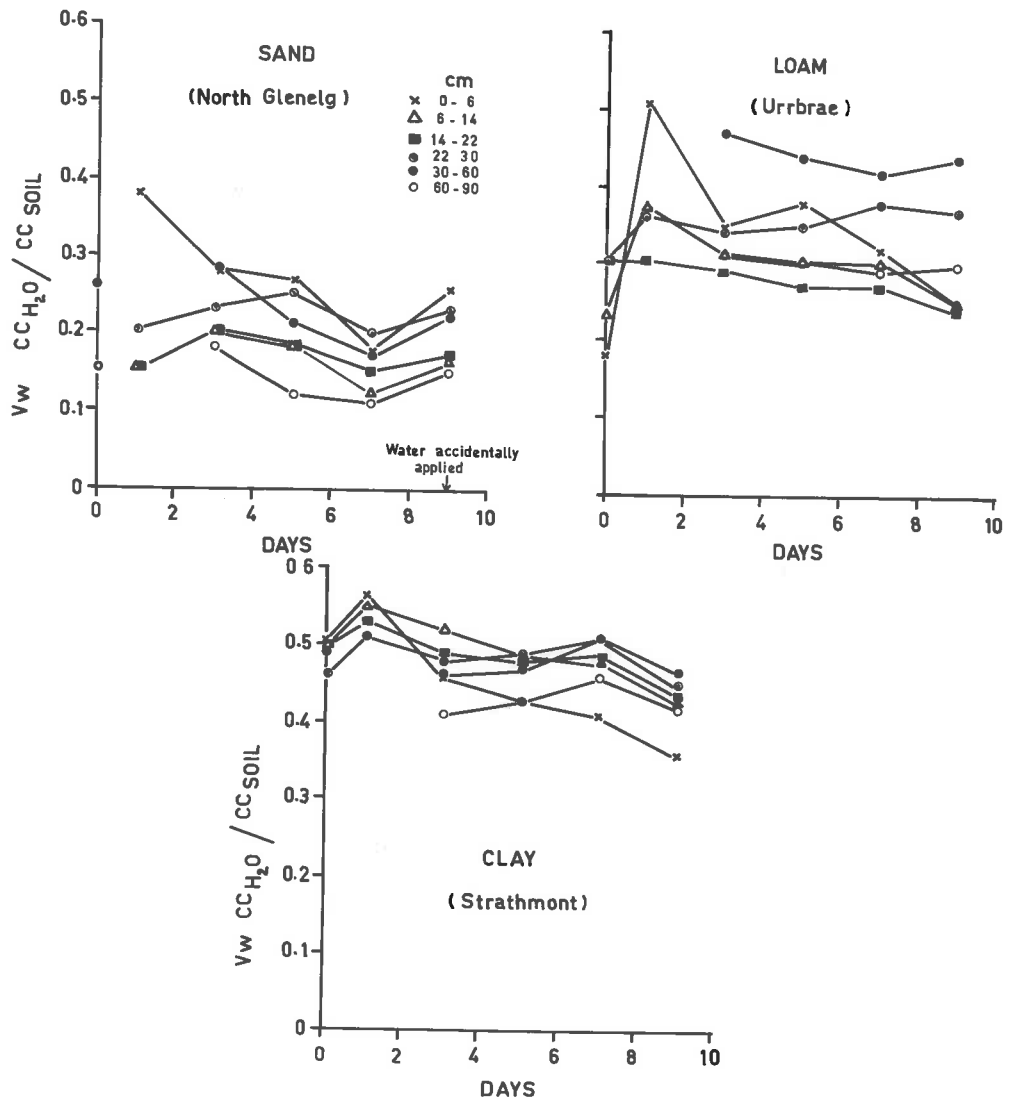 SAND
(North Glenelg)
cm
0 - 6
6 - 14
14 - 22
22 30
30 - 60
60 - 90
0.6
0.5
0.4
0.3
0.2
0.1
0
Vw CC H2O / CC SOIL
Water accidentally
applied
0 2 4 6 8 10
DAYS
LOAM
(Urrbrae)
0 2 4 6 8 10
DAYS
0 6
0.5
0.4
0.3
0.2
0.1
0
Vw CC H2O / CC SOIL
CLAY
(Strathmont)
0 2 4 6 8 10
DAYS